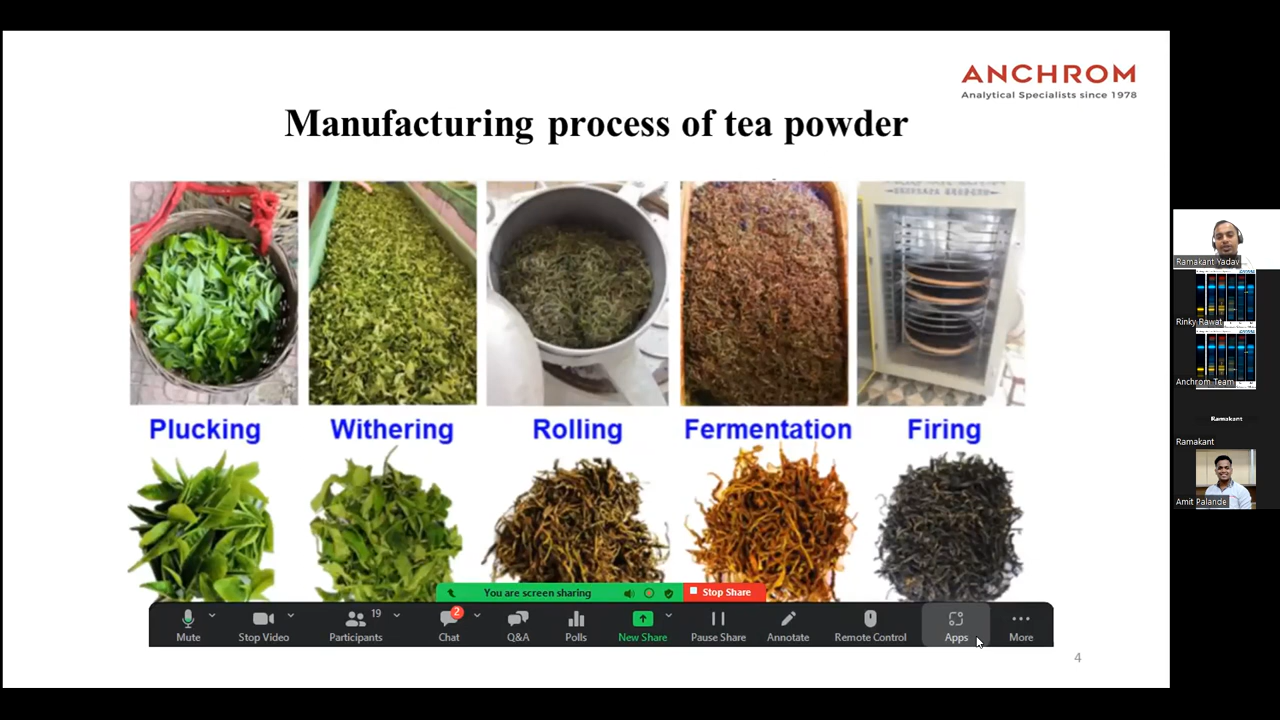 ANCHROM
Analytical Specialists since 1978
Manufacturing process of tea powder
Plucking Withering Rolling Fermentation Firing
You are screen sharing Stop Share
19 2
Mute Stop Video Participants Chat Q&A Polls New Share Pause Share Annotate Remote Control Apps More
4
Ramakant Yadav
Rinky Rawat
Anchrom Team
Ramakant
Ramakant
Amit Palande